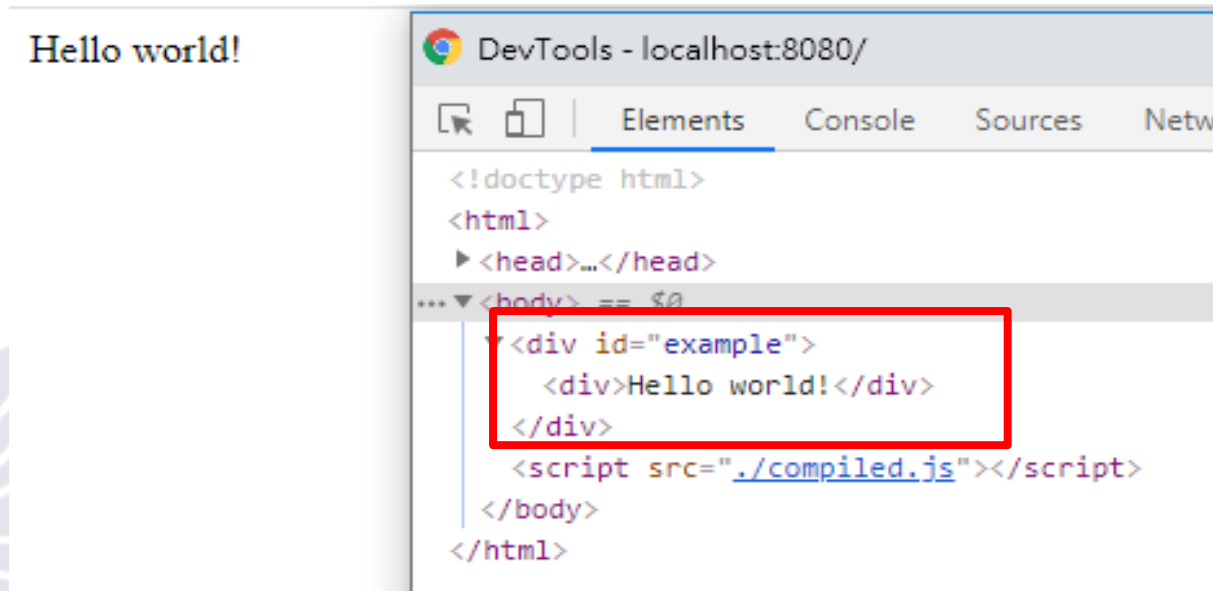 Hello world!
DevTools - localhost:8080/
Elements Console Sources Netw
<!doctype html>
<html>
<head>…</head>
<body> == $0
<div id="example">
<div>Hello world!</div>
</div>
<script src="./compiled.js"></script>
</body>
</html>